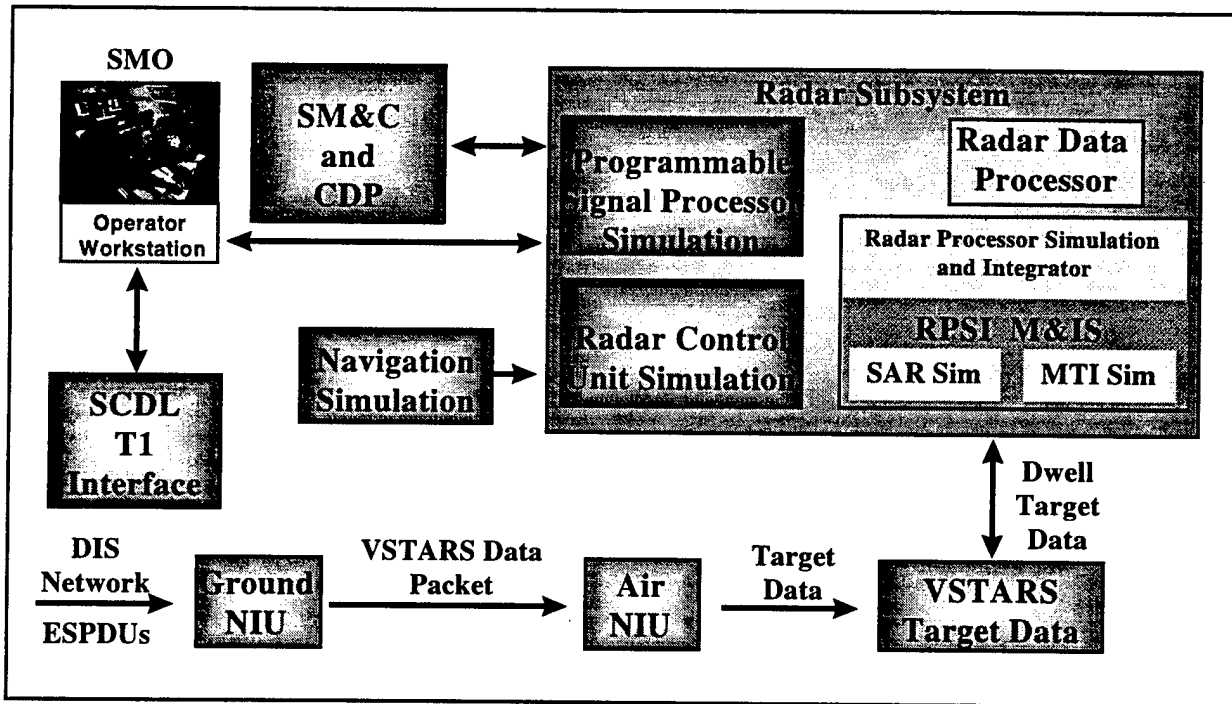 SMO
Operator
Workstation
SM&C
and
CDP
Radar Subsystem
Programmable
Signal Processor
Simulation
Radar Data
Processor
Radar Processor Simulation
and Integrator
RPSI M&IS
SAR Sim
MTI Sim
Navigation
Simulation
Radar Control
Unit Simulation
SCDL
T1
Interface
Dwell
Target
Data
DIS
Network
ESPDUs
Ground
NIU
VSTARS Data
Packet
Air
NIU
Target
Data
VSTARS
Target Data